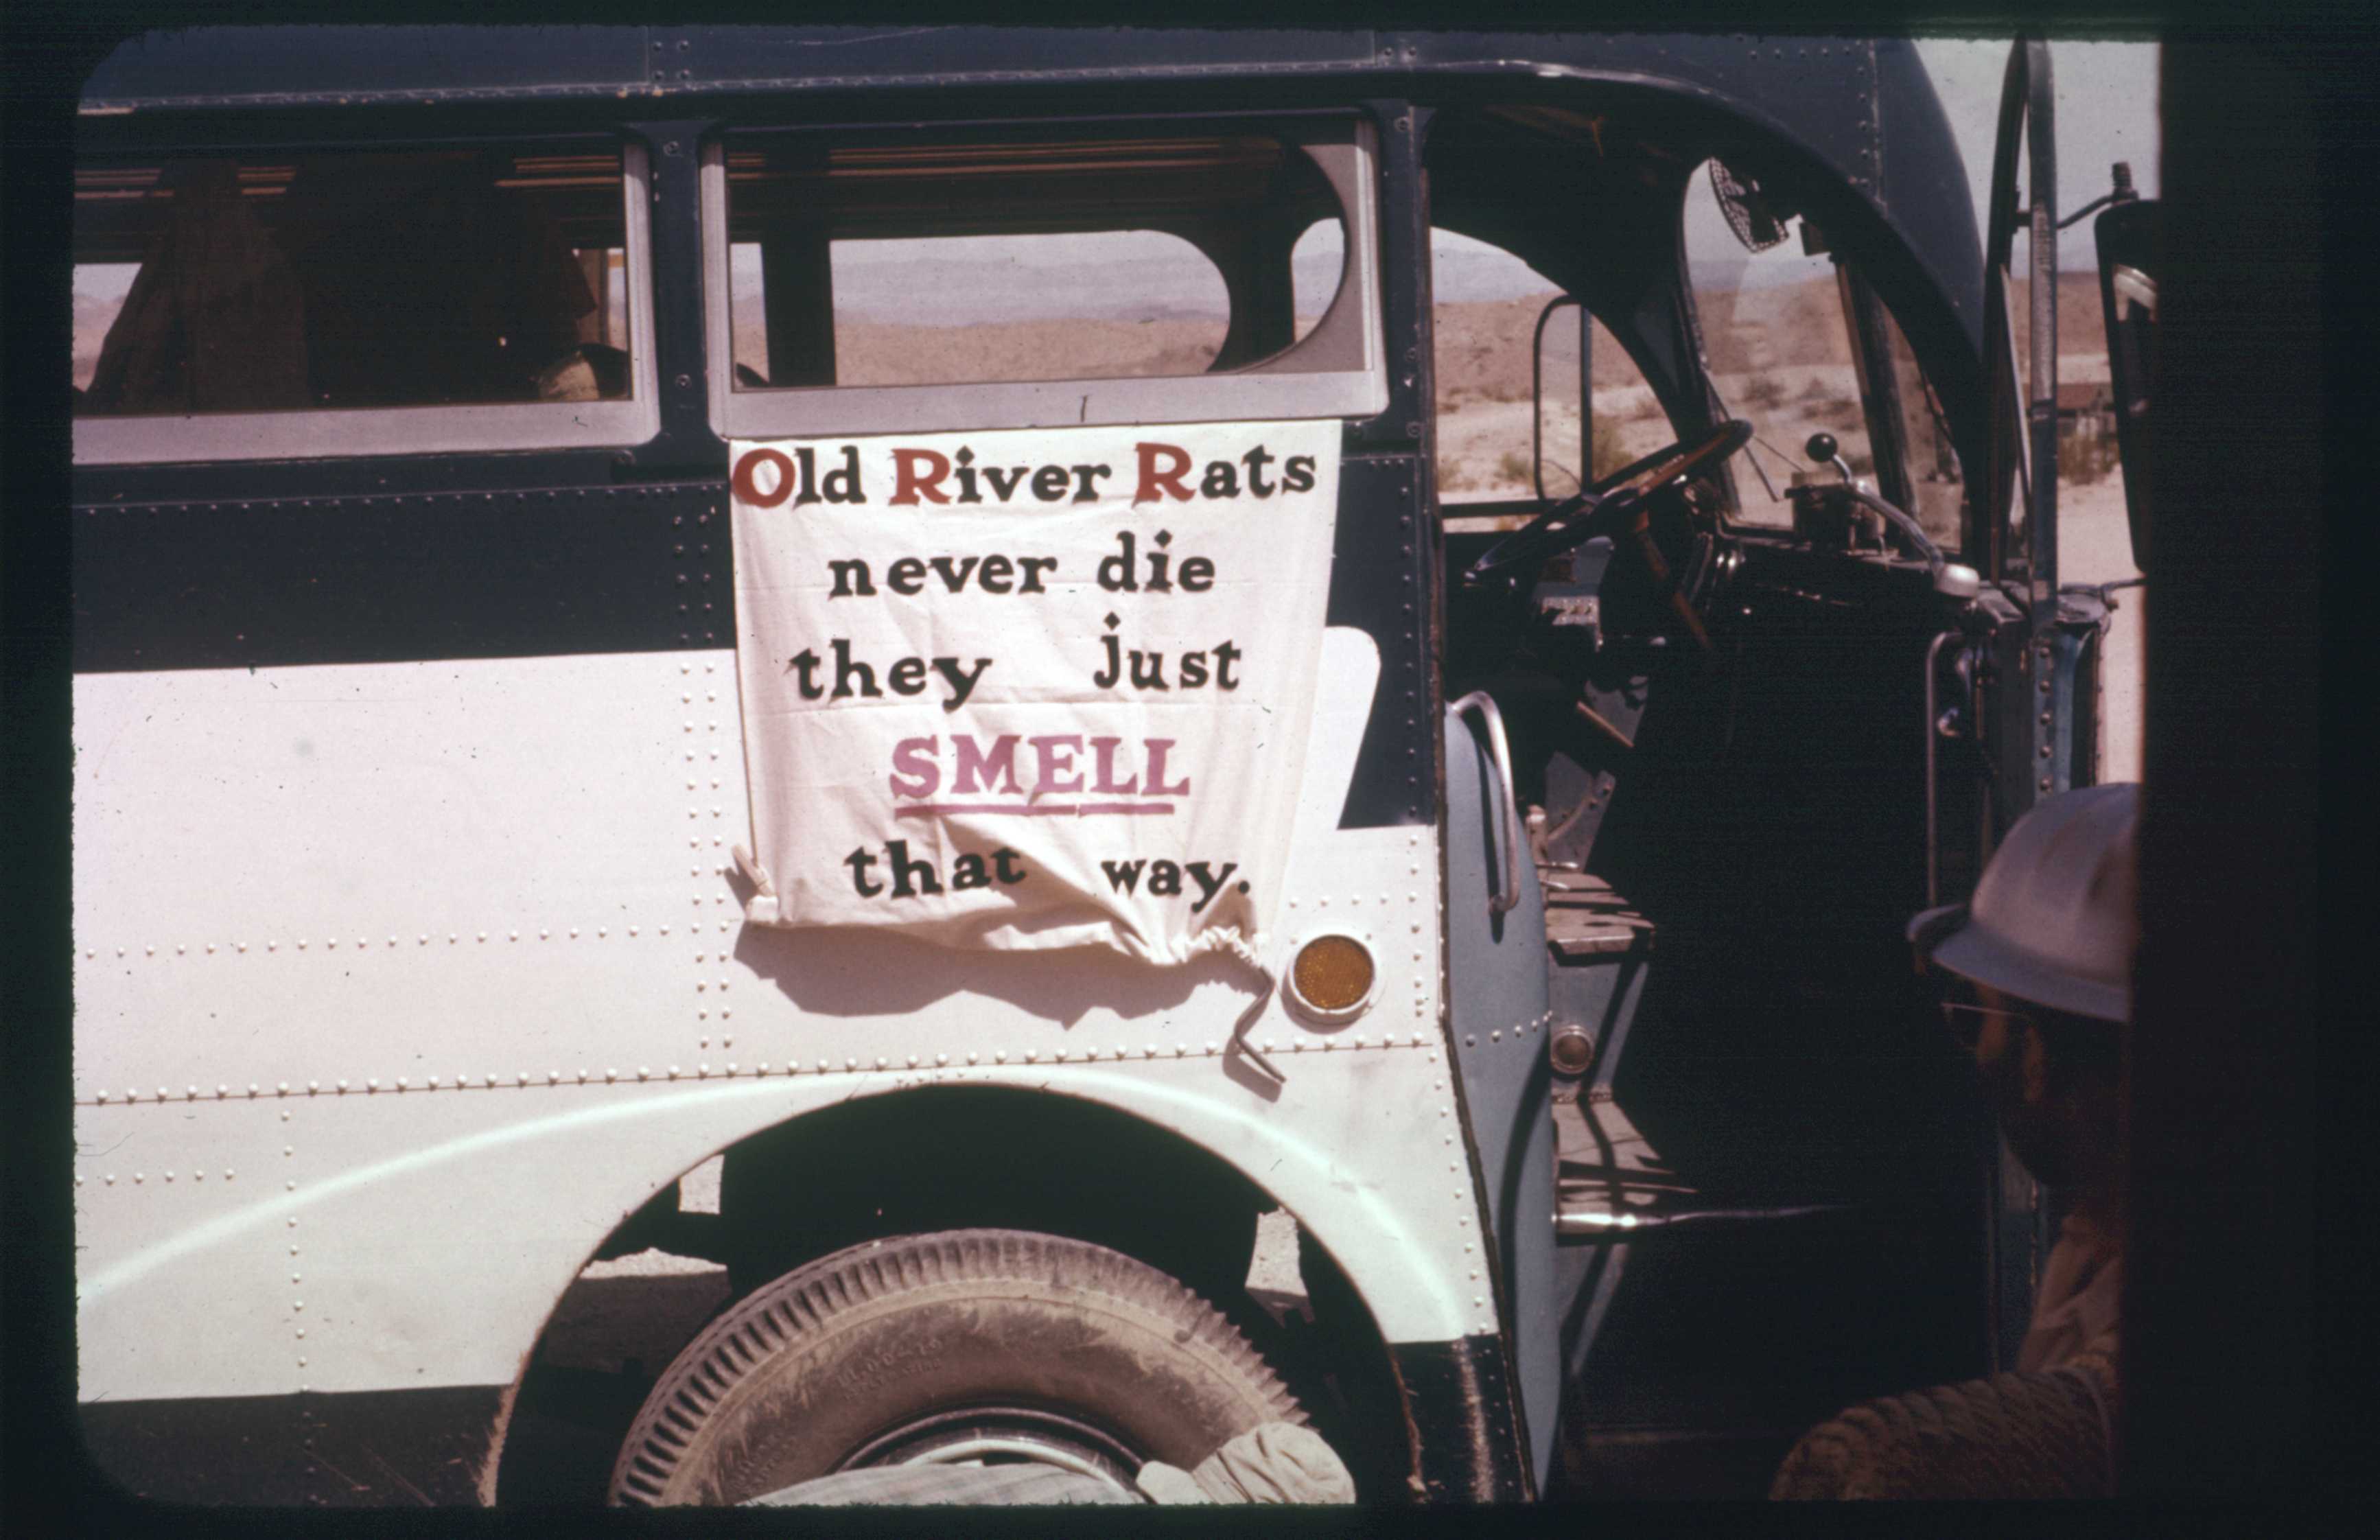 Old River Rats
never die
they just
SMELL
that way.